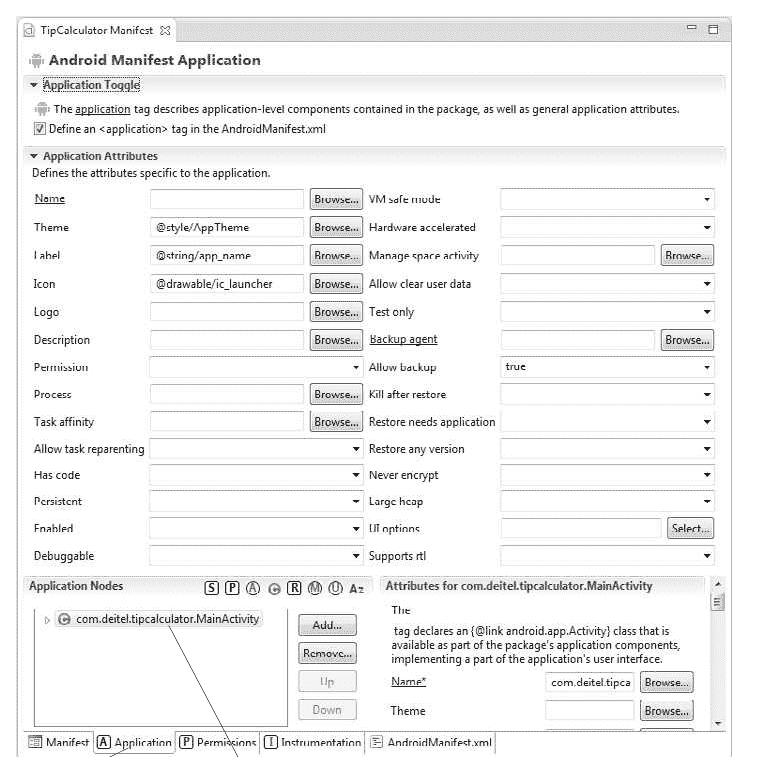 TipCalculator Manifest
Android Manifest Application
Application Toggle
The application tag describes application-level components contained in the package, as well as general application attributes.
Define an <application> tag in the AndroidManifest.xml
Application Attributes
Defines the attributes specific to the application.
Name Browse... VM safe mode
Theme @style/AppTheme Browse... Hardware accelerated
Label @string/app_name Browse... Manage space activity Browse...
Icon @drawable/ic_launcher Browse... Allow clear user data
Logo Browse... Test only
Description Browse... Backup agent Browse...
Permission Allow backup true
Process Browse... Kill after restore
Task affinity Browse... Restore needs application
Allow task reparenting Restore any version
Has code Never encrypt
Persistent Large heap
Enabled UI options Select...
Debuggable Supports rtl
Application Nodes S P A C R M U Az
com.deitel.tipcalculator.MainActivity
Add...
Remove...
Up
Down
Attributes for com.deitel.tipcalculator.MainActivity
The
tag declares an {@link android.app.Activity} class that is
available as part of the package's application components,
implementing a part of the application's user interface.
Name* com.deitel.tipca Browse...
Theme Browse...
Manifest A Application P Permissions I Instrumentation AndroidManifest.xml